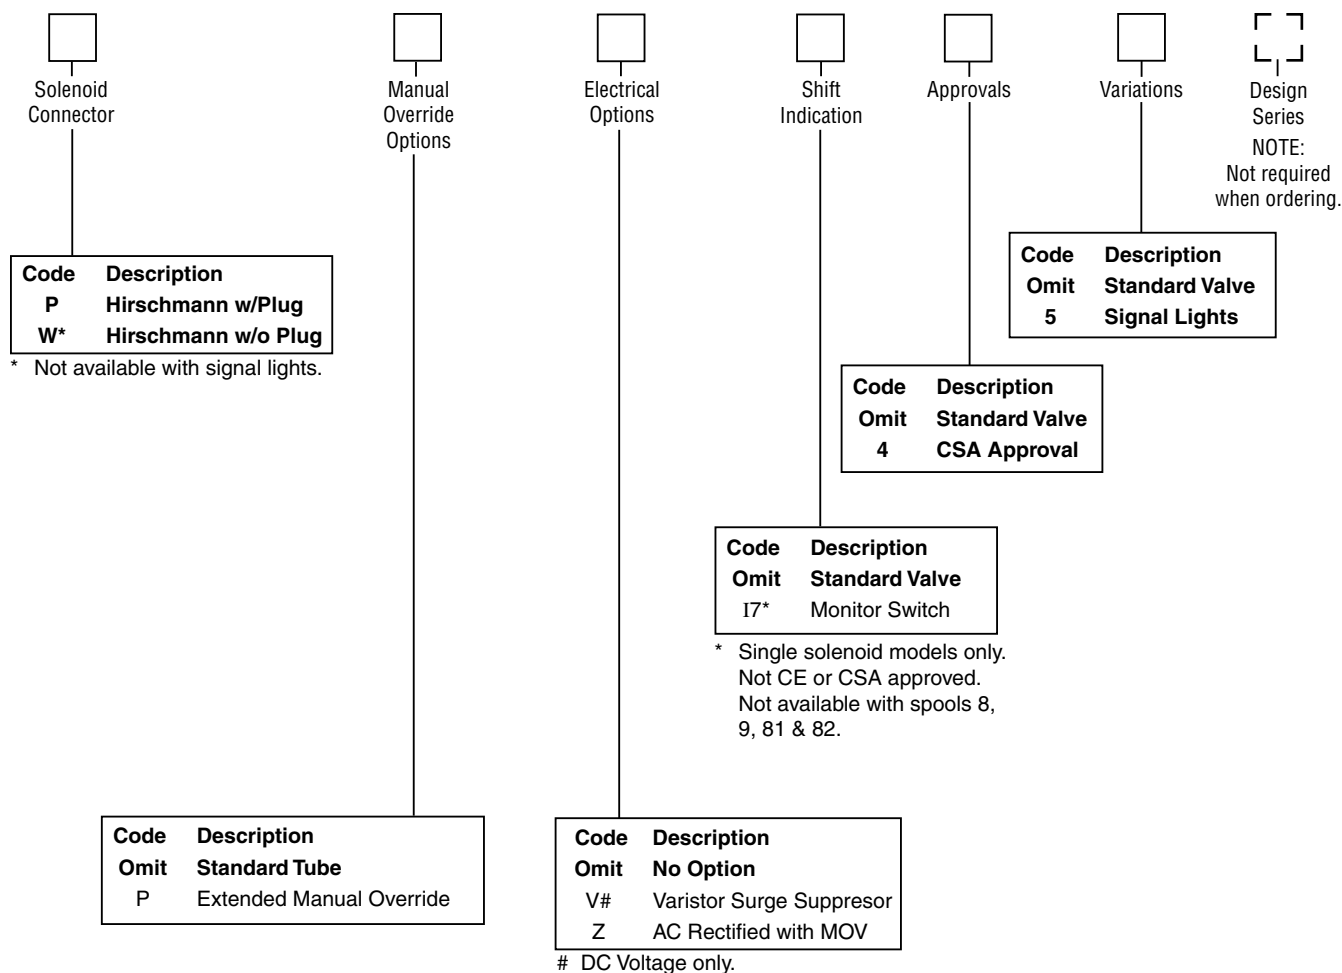 Solenoid
Connector
Manual
Override
Options
Electrical
Options
Shift
Indication
Approvals
Variations
Design
Series
NOTE:
Not required
when ordering.
Code Description
P Hirschmann w/Plug
W* Hirschmann w/o Plug
* Not available with signal lights.
Code Description
Omit Standard Valve
5 Signal Lights
Code Description
Omit Standard Valve
4 CSA Approval
Code Description
Omit Standard Valve
I7* Monitor Switch
* Single solenoid models only.
Not CE or CSA approved.
Not available with spools 8,
9, 81 & 82.
Code Description
Omit Standard Tube
P Extended Manual Override
Code Description
Omit No Option
V# Varistor Surge Suppresor
Z AC Rectified with MOV
# DC Voltage only.